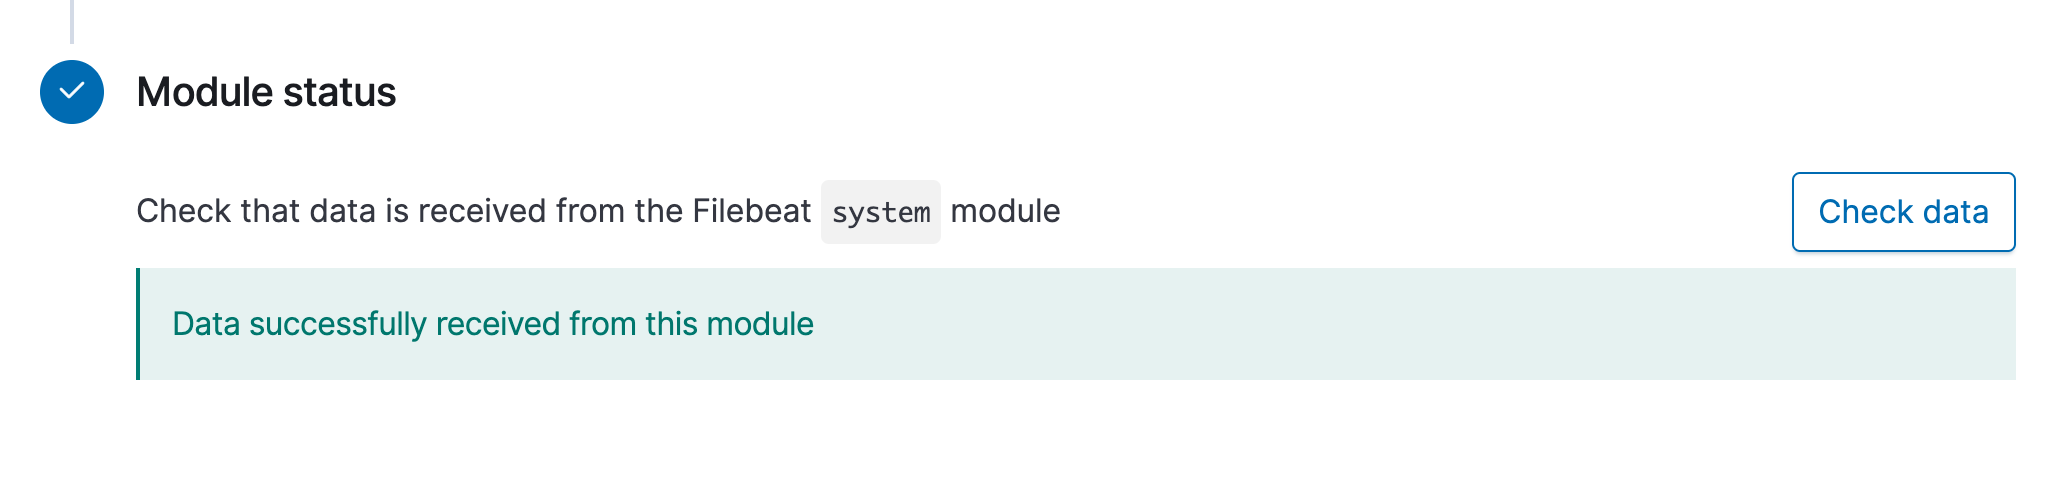 Module status
Check that data is received from the Filebeat system module
Check data
Data successfully received from this module